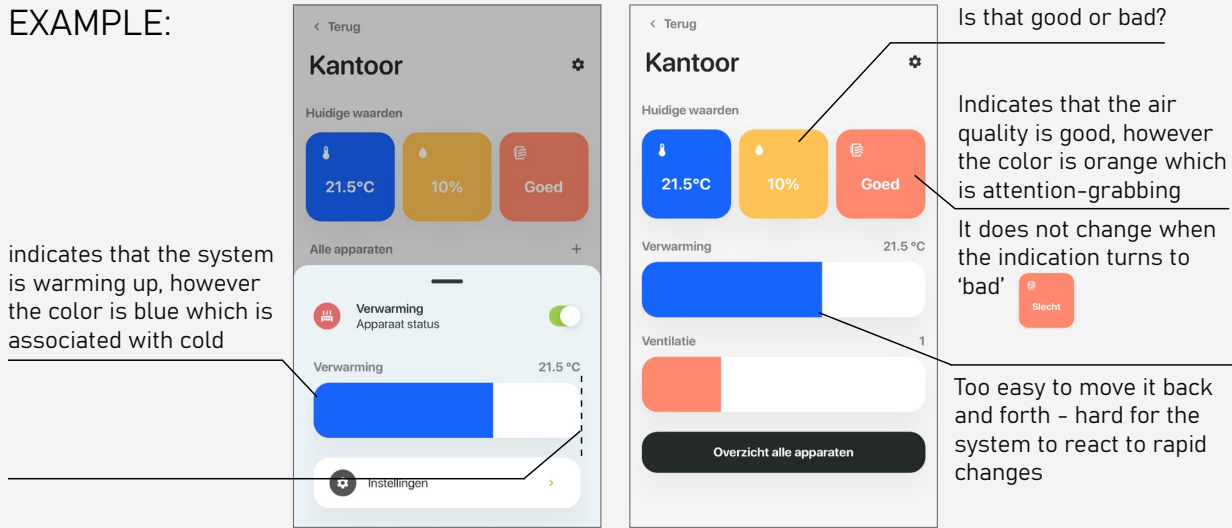 EXAMPLE:
indicates that the system
is warming up, however
the color is blue which is
associated with cold
< Terug
Kantoor
Huidige waarden
21.5°C
10%
Goed
Alle apparaten +
Verwarming
Apparaat status
Verwarming 21.5 °C
Instellingen >
< Terug
Kantoor
Huidige waarden
21.5°C
10%
Goed
Verwarming 21.5 °C
Ventilatie 1
Overzicht alle apparaten
Is that good or bad?
Indicates that the air
quality is good, however
the color is orange which
is attention-grabbing
It does not change when
the indication turns to
‘bad’
Slecht
Too easy to move it back
and forth - hard for the
system to react to rapid
changes